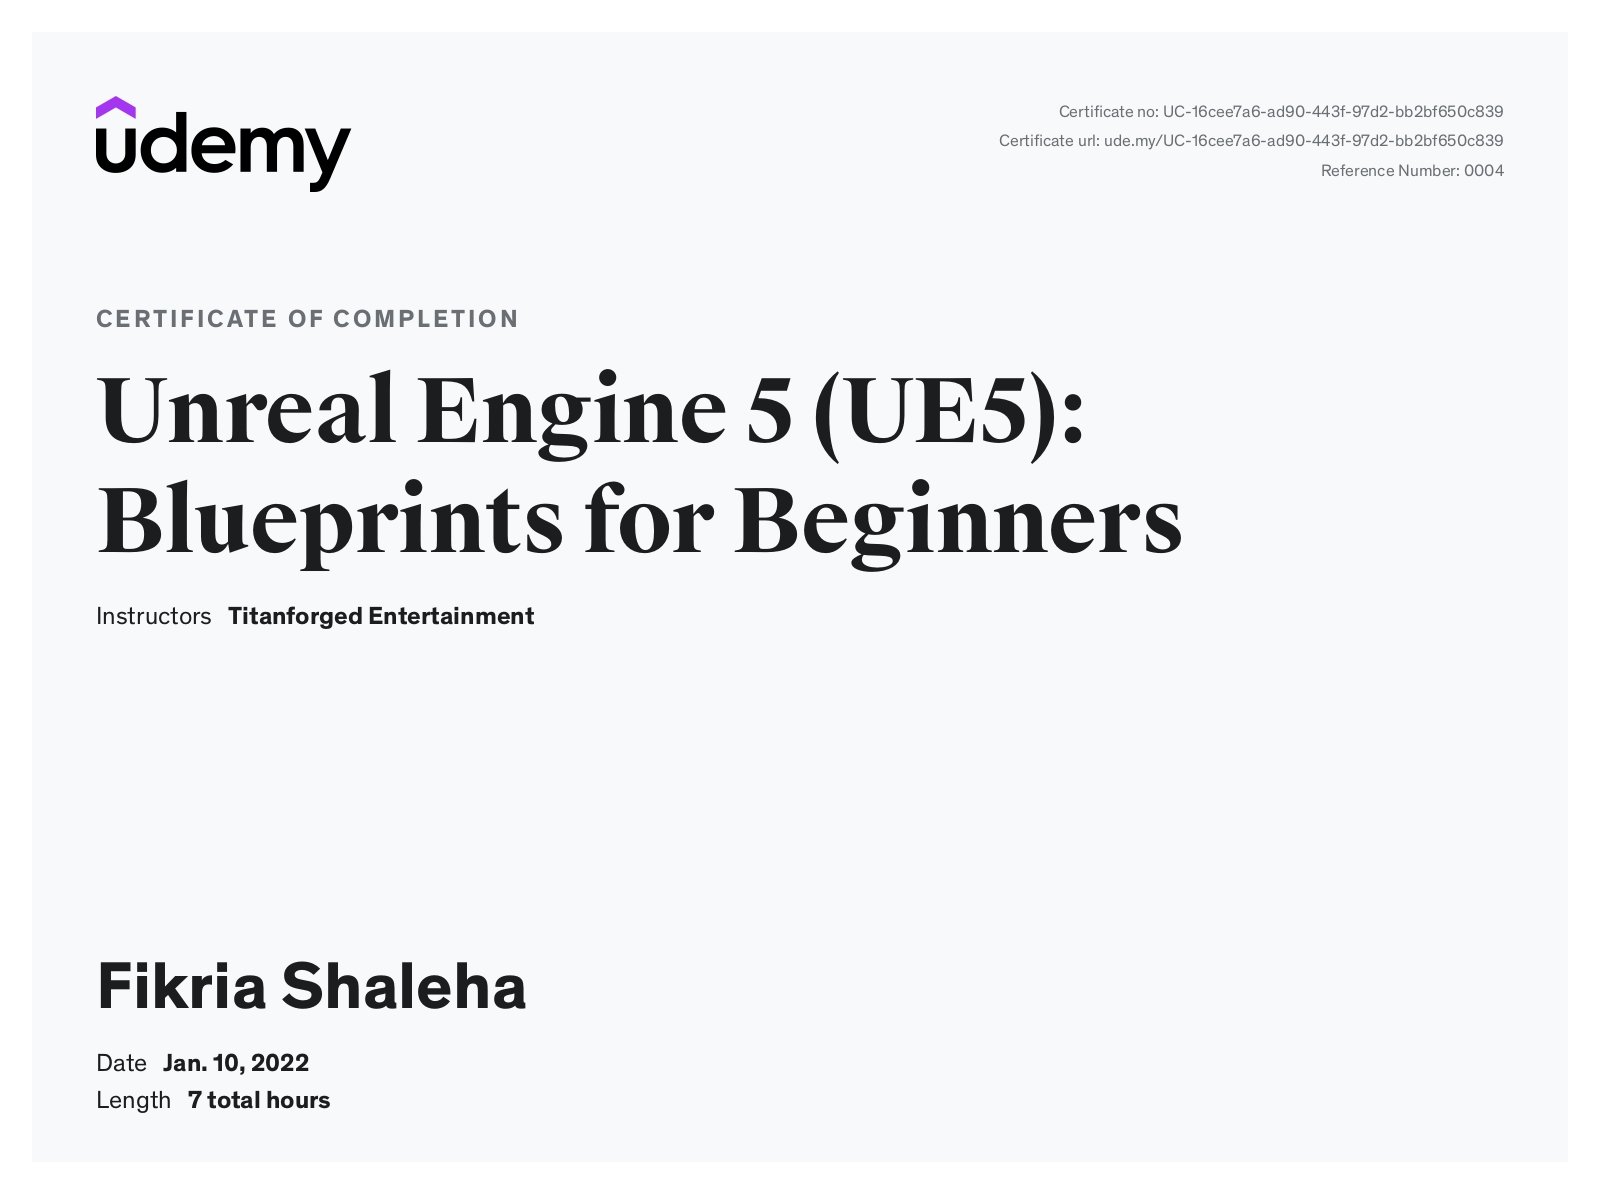 udemy
Certificate no: UC-16cee7a6-ad90-443f-97d2-bb2bf650c839
Certificate url: ude.my/UC-16cee7a6-ad90-443f-97d2-bb2bf650c839
Reference Number: 0004
CERTIFICATE OF COMPLETION
Unreal Engine 5 (UE5):
Blueprints for Beginners
Instructors Titanforged Entertainment
Fikria Shaleha
Date Jan. 10, 2022
Length 7 total hours